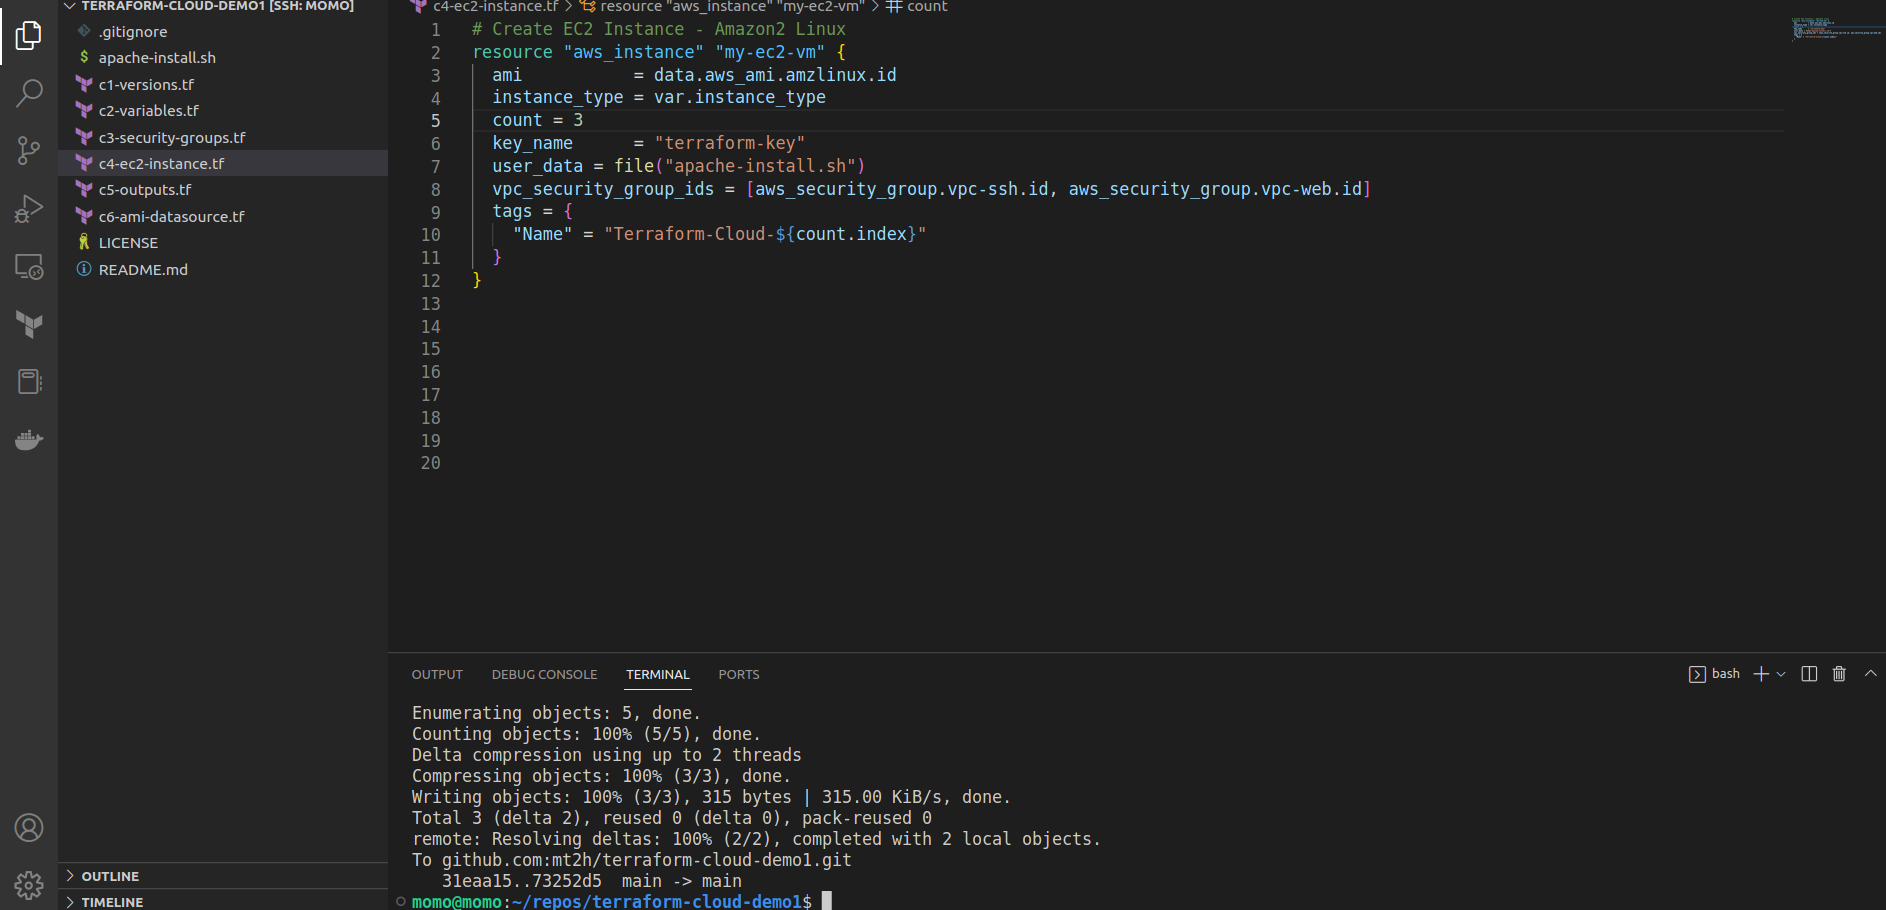 TERRAFORM-CLOUD-DEMO1 [SSH: MOMO]
.gitignore
$ apache-install.sh
c1-versions.tf
c2-variables.tf
c3-security-groups.tf
c4-ec2-instance.tf
c5-outputs.tf
c6-ami-datasource.tf
LICENSE
README.md
OUTLINE
TIMELINE
c4-ec2-instance.tf > resource "aws_instance" "my-ec2-vm" > count
1 # Create EC2 Instance - Amazon2 Linux
2 resource "aws_instance" "my-ec2-vm" {
3 ami = data.aws_ami.amzlinux.id
4 instance_type = var.instance_type
5 count = 3
6 key_name = "terraform-key"
7 user_data = file("apache-install.sh")
8 vpc_security_group_ids = [aws_security_group.vpc-ssh.id, aws_security_group.vpc-web.id]
9 tags = {
10 "Name" = "Terraform-Cloud-${count.index}"
11 }
12 }
13
14
15
16
17
18
19
20
OUTPUT DEBUG CONSOLE TERMINAL PORTS bash
Enumerating objects: 5, done.
Counting objects: 100% (5/5), done.
Delta compression using up to 2 threads
Compressing objects: 100% (3/3), done.
Writing objects: 100% (3/3), 315 bytes | 315.00 KiB/s, done.
Total 3 (delta 2), reused 0 (delta 0), pack-reused 0
remote: Resolving deltas: 100% (2/2), completed with 2 local objects.
To github.com:mt2h/terraform-cloud-demo1.git
31eaa15..73252d5 main -> main
momo@momo:~/repos/terraform-cloud-demo1$